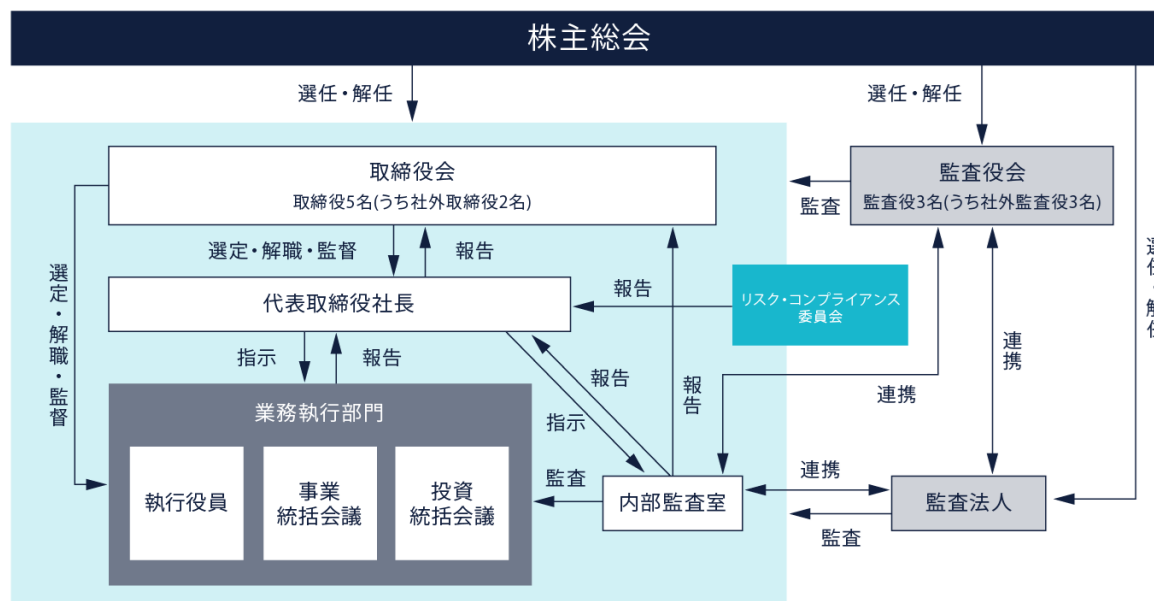 株主総会
選任・解任
選任・解任
取締役会
取締役5名(うち社外取締役2名)
監査役会
監査役3名(うち社外監査役3名)
監査
選定・解職・監督
報告
選任・解任
選定・解職・監督
代表取締役社長
報告
リスク・コンプライアンス
委員会
指示
報告
報告
報告
連携
連携
業務執行部門
指示
執行役員
事業
統括会議
投資
統括会議
監査
内部監査室
連携
監査法人
監査